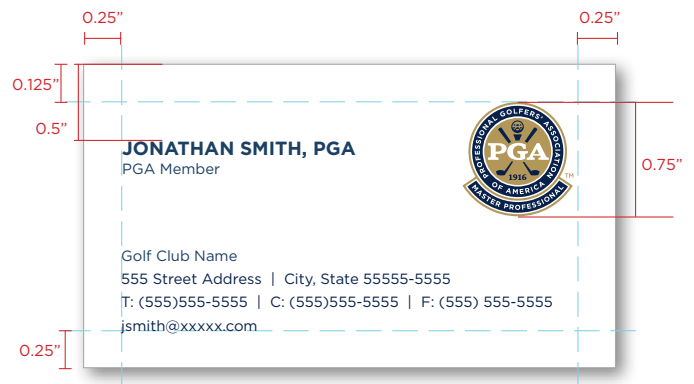 0.25” 0.25”
0.125”
0.5”
JONATHAN SMITH, PGA
PGA Member
PROFESSIONAL GOLFERS' ASSOCIATION
PGA
1916
OF AMERICA
MASTER PROFESSIONAL
TM
0.75”
Golf Club Name
555 Street Address | City, State 55555-5555
T: (555)555-5555 | C: (555)555-5555 | F: (555) 555-5555
jsmith@xxxxx.com
0.25”